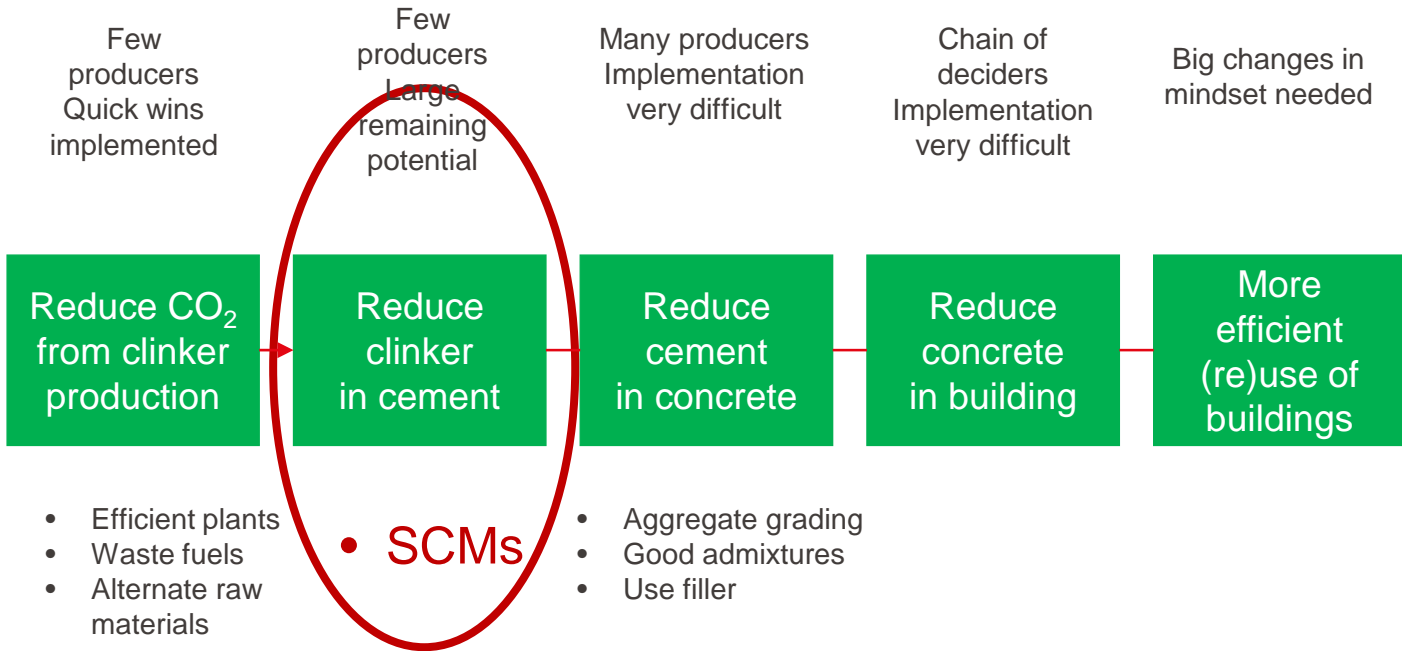 Few
producers
Quick wins
implemented
Few
producers
Large
remaining
potential
Many producers
Implementation
very difficult
Chain of
deciders
Implementation
very difficult
Big changes in
mindset needed
Reduce CO₂
from clinker
production
Reduce
clinker
in cement
Reduce
cement
in concrete
Reduce
concrete
in building
More
efficient
(re)use of
buildings
• Efficient plants
• Waste fuels
• Alternate raw
materials
• SCMs
• Aggregate grading
• Good admixtures
• Use filler